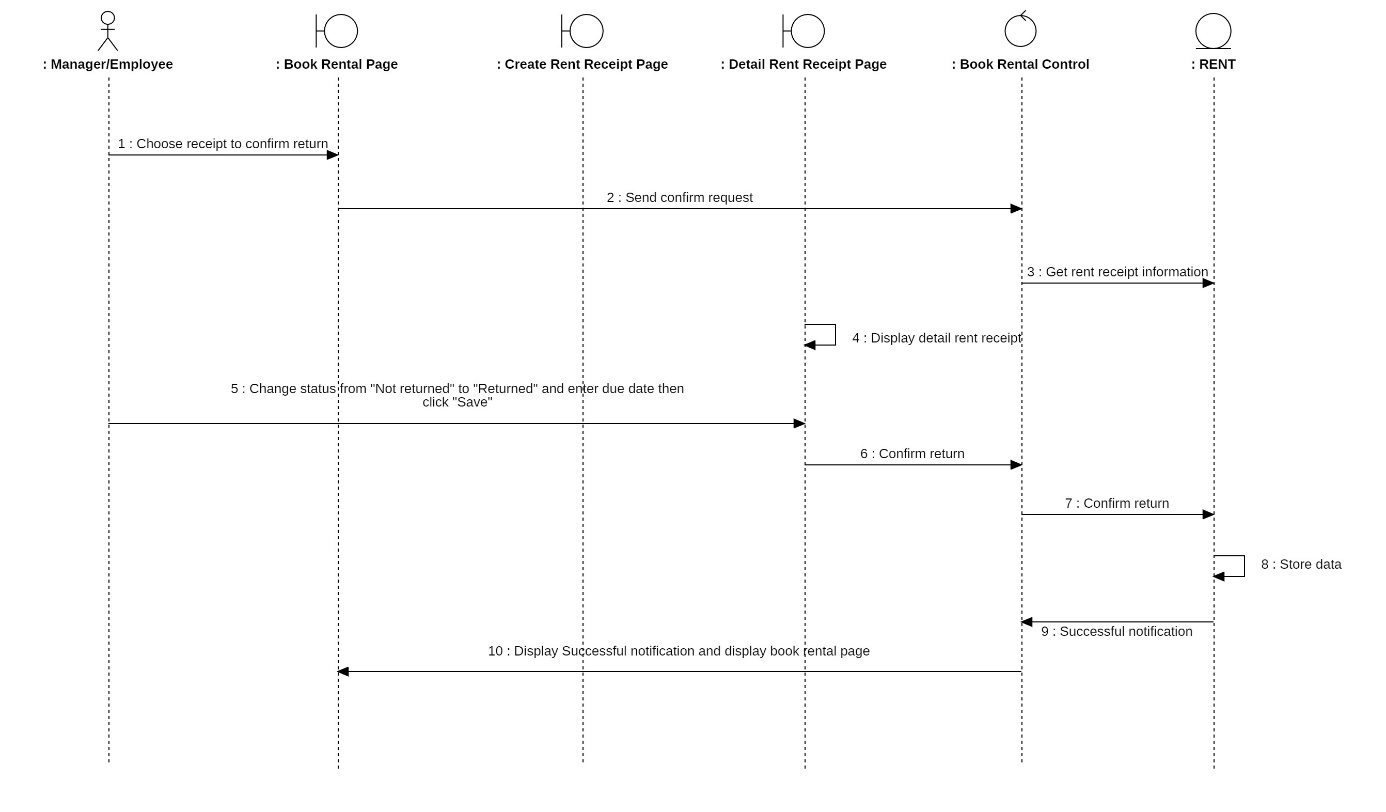 : Manager/Employee
: Book Rental Page
: Create Rent Receipt Page
: Detail Rent Receipt Page
: Book Rental Control
: RENT
1 : Choose receipt to confirm return
2 : Send confirm request
3 : Get rent receipt information
4 : Display detail rent receipt
5 : Change status from "Not returned" to "Returned" and enter due date then
click "Save"
6 : Confirm return
7 : Confirm return
8 : Store data
9 : Successful notification
10 : Display Successful notification and display book rental page